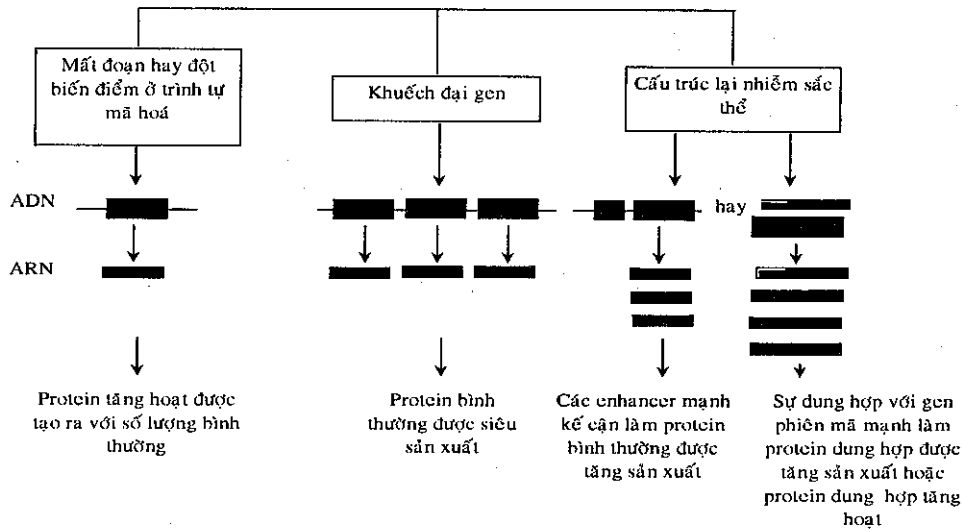 Mất đoạn hay đột
biến điểm ở trình tự
mã hoá
Khuếch đại gen
Cấu trúc lại nhiễm sắc
thể
ADN
hay
ARN
Protein tăng hoạt được
tạo ra với số lượng bình
thường
Protein bình
thường được siêu
sản xuất
Các enhancer mạnh
kế cận làm protein
bình thường được
tăng sản xuất
Sự dung hợp với gen
phiên mã mạnh làm
protein dung hợp được
tăng sản xuất hoặc
protein dung hợp tăng
hoạt